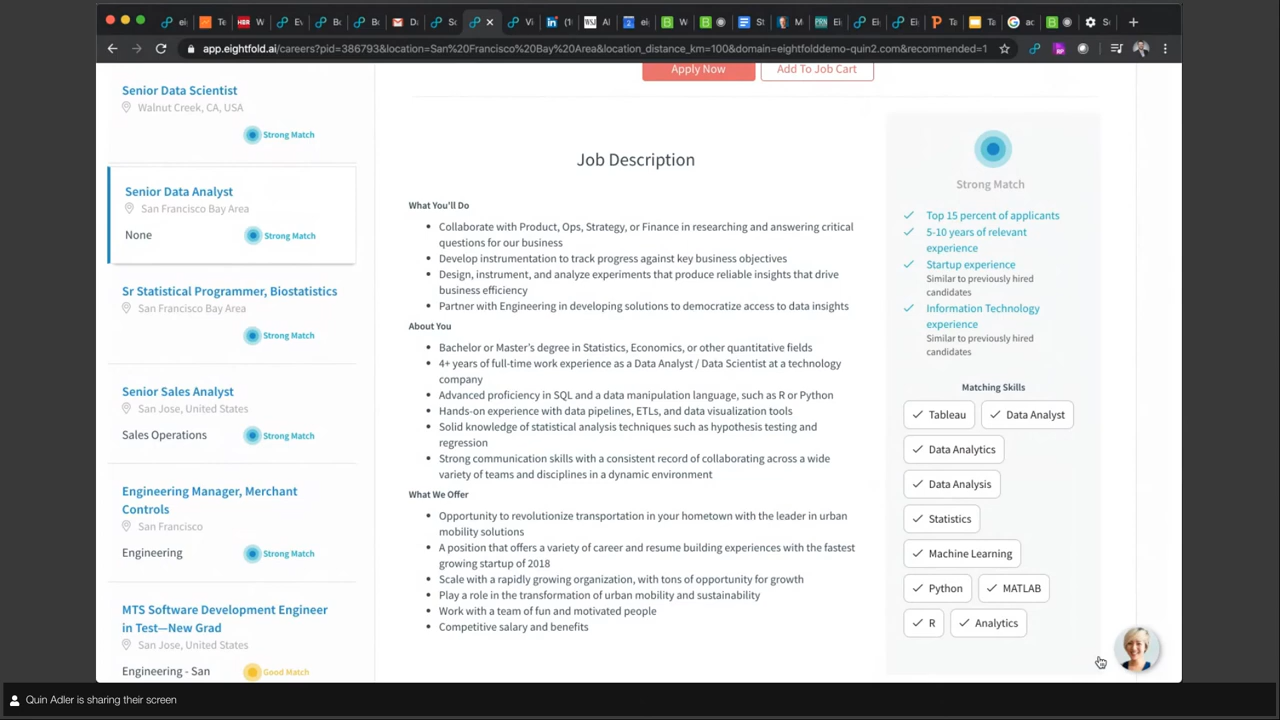 app.eightfold.ai/careers?pid=386793&location=San%20Francisco%20Bay%20Area&location_distance_km=100&domain=eightfolddemo-quin2.com&recommended=1
Senior Data Scientist
Walnut Creek, CA, USA
Strong Match
Senior Data Analyst
San Francisco Bay Area
None
Strong Match
Sr Statistical Programmer, Biostatistics
San Francisco Bay Area
Strong Match
Senior Sales Analyst
San Jose, United States
Sales Operations
Strong Match
Engineering Manager, Merchant
Controls
San Francisco
Engineering
Strong Match
MTS Software Development Engineer
in Test—New Grad
San Jose, United States
Engineering - San
Good Match
Apply Now
Add To Job Cart
Job Description
What You'll Do
• Collaborate with Product, Ops, Strategy, or Finance in researching and answering critical
questions for our business
• Develop instrumentation to track progress against key business objectives
• Design, instrument, and analyze experiments that produce reliable insights that drive
business efficiency
• Partner with Engineering in developing solutions to democratize access to data insights
About You
• Bachelor or Master's degree in Statistics, Economics, or other quantitative fields
• 4+ years of full-time work experience as a Data Analyst / Data Scientist at a technology
company
• Advanced proficiency in SQL and a data manipulation language, such as R or Python
• Hands-on experience with data pipelines, ETLs, and data visualization tools
• Solid knowledge of statistical analysis techniques such as hypothesis testing and
regression
• Strong communication skills with a consistent record of collaborating across a wide
variety of teams and disciplines in a dynamic environment
What We Offer
• Opportunity to revolutionize transportation in your hometown with the leader in urban
mobility solutions
• A position that offers a variety of career and resume building experiences with the fastest
growing startup of 2018
• Scale with a rapidly growing organization, with tons of opportunity for growth
• Play a role in the transformation of urban mobility and sustainability
• Work with a team of fun and motivated people
• Competitive salary and benefits
Strong Match
Top 15 percent of applicants
5-10 years of relevant
experience
Startup experience
Similar to previously hired
candidates
Information Technology
experience
Similar to previously hired
candidates
Matching Skills
Tableau
Data Analyst
Data Analytics
Data Analysis
Statistics
Machine Learning
Python
MATLAB
R
Analytics
Quin Adler is sharing their screen